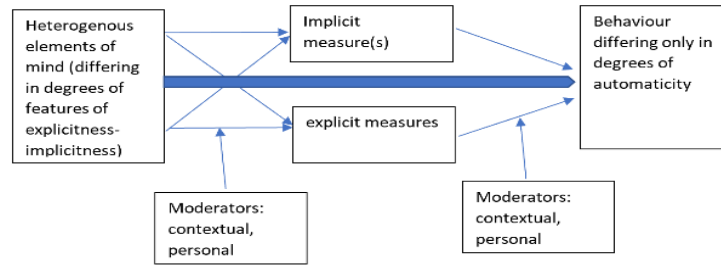 Heterogenous
elements of
mind (differing
in degrees of
features of
explicitness-
implicitness)
Implicit
measure(s)
explicit measures
Behaviour
differing only in
degrees of
automaticity
Moderators:
contextual,
personal
Moderators:
contextual,
personal